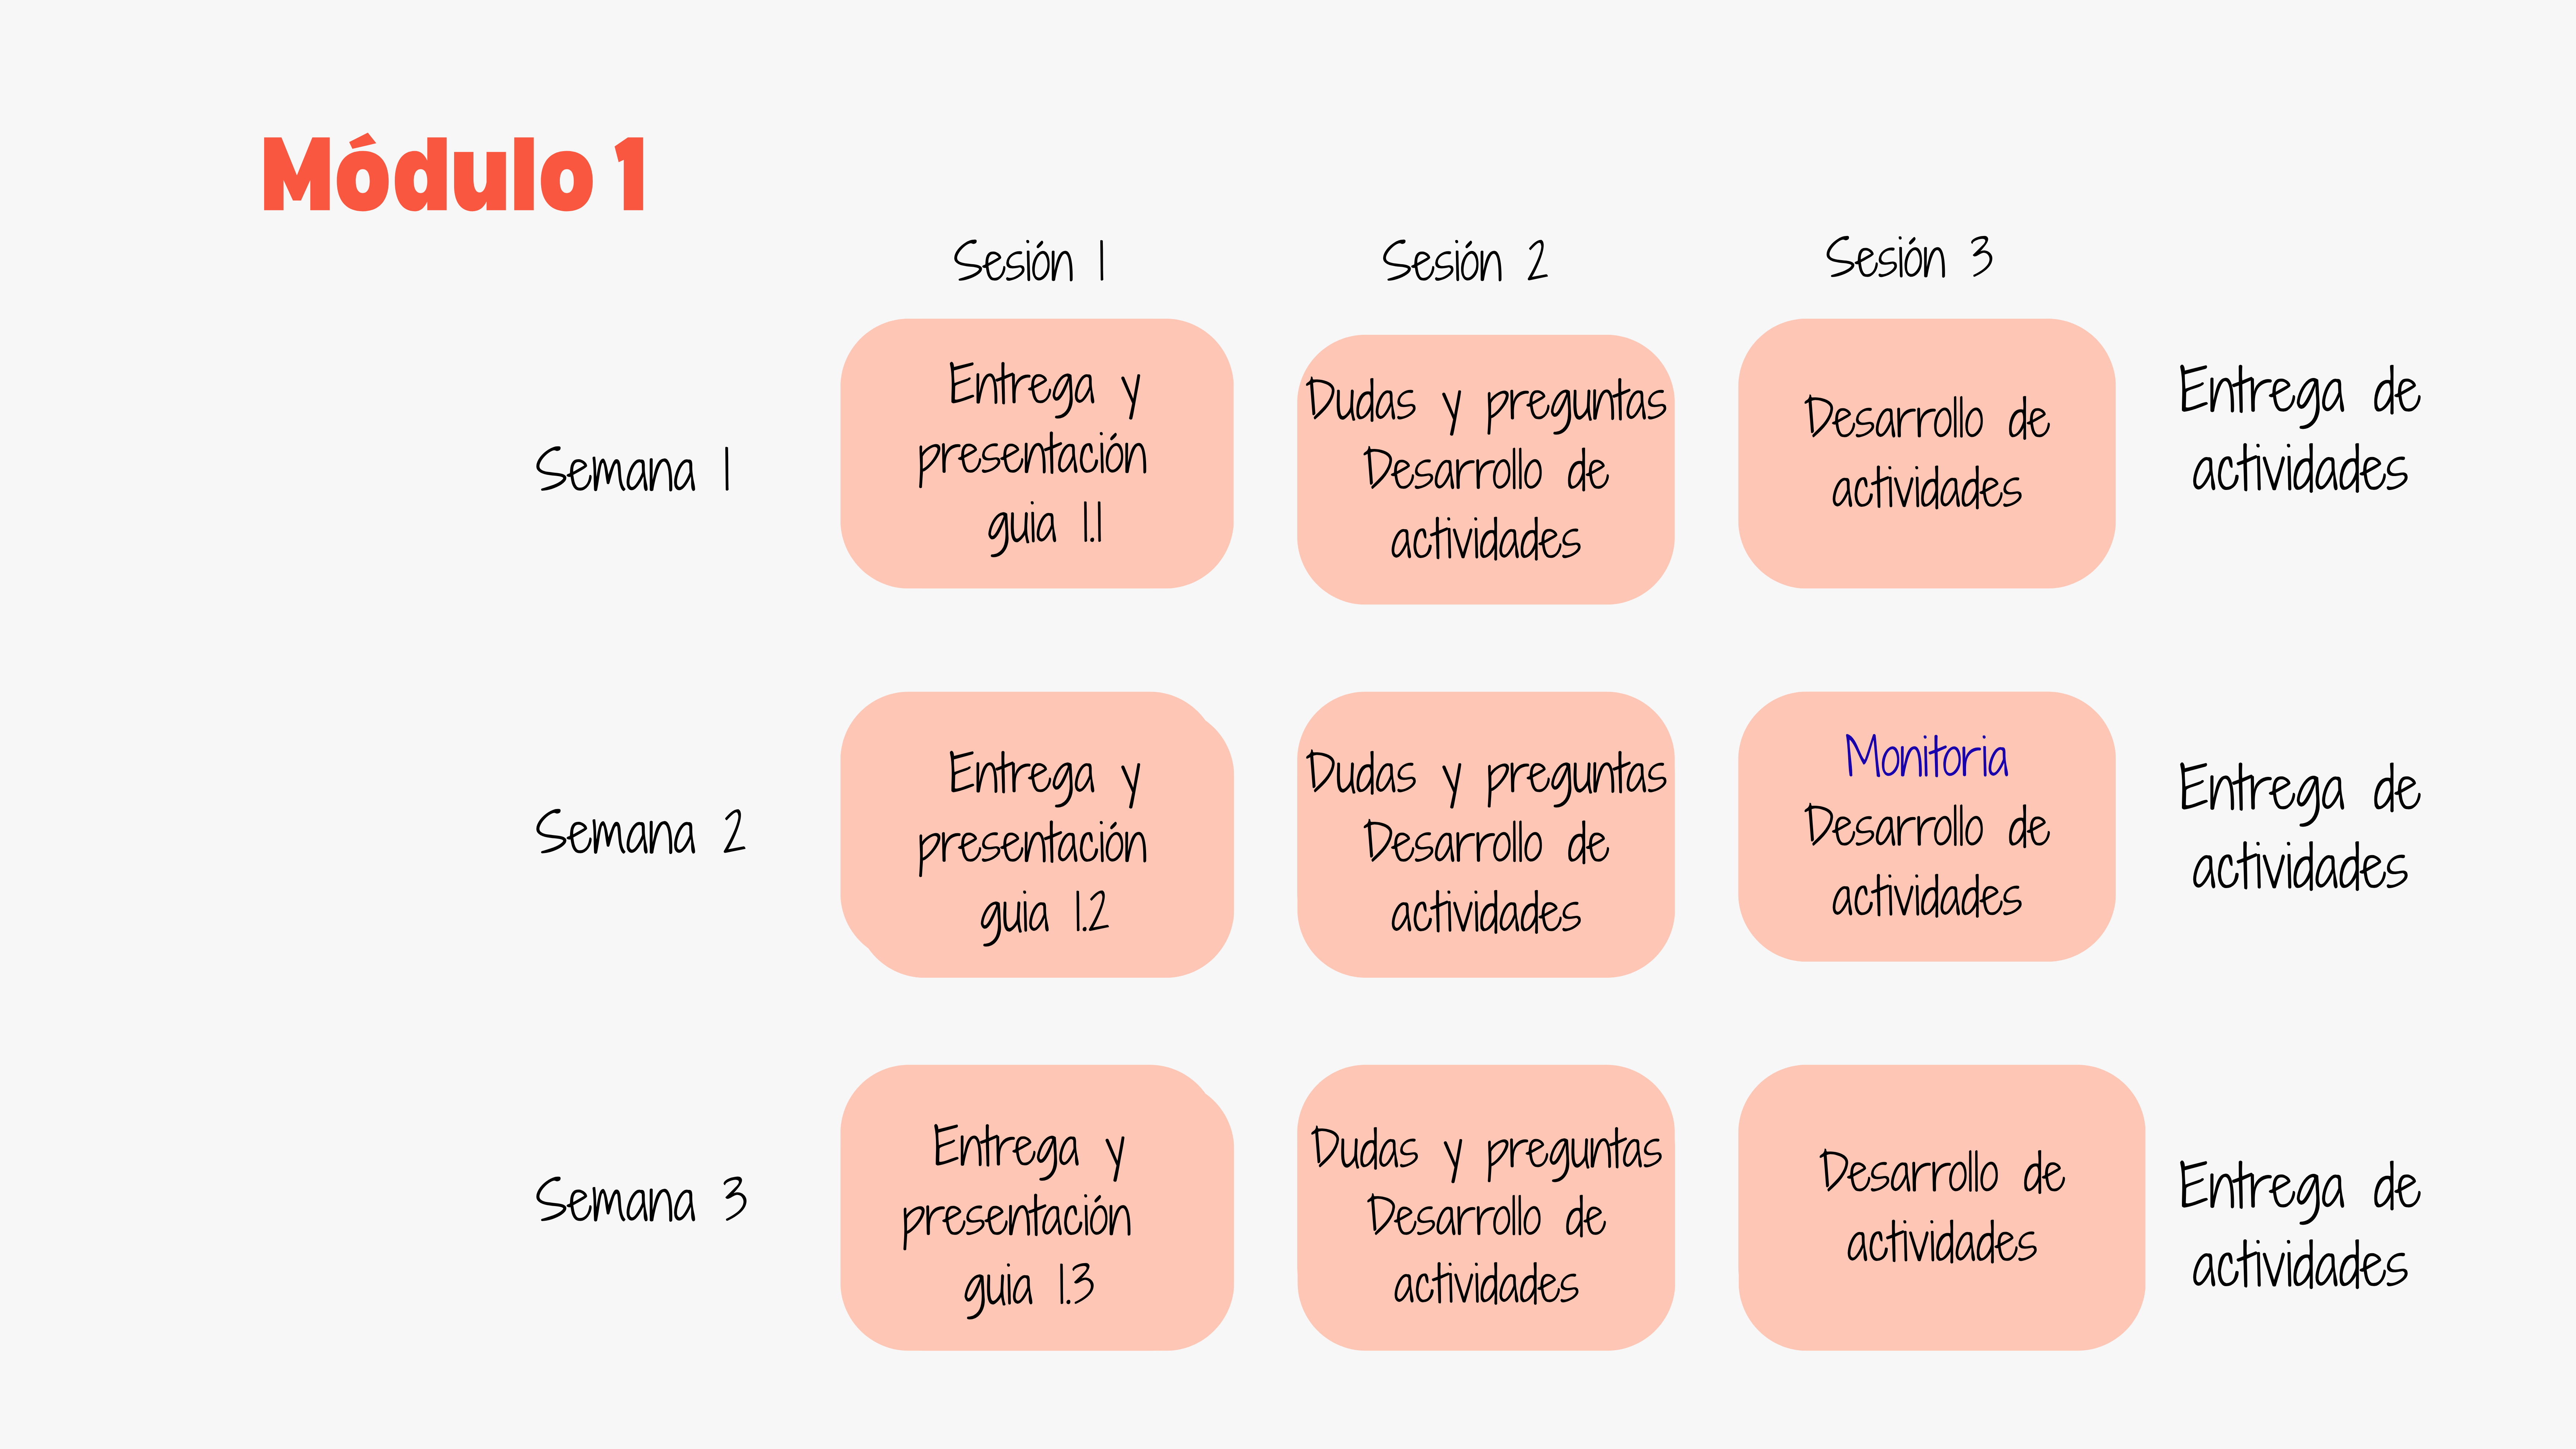 Módulo 1
Sesión 1
Sesión 2
Sesión 3
Semana 1
Entrega y
presentación
guia 1.1
Dudas y preguntas
Desarrollo de
actividades
Desarrollo de
actividades
Entrega de
actividades
Semana 2
Entrega y
presentación
guia 1.2
Dudas y preguntas
Desarrollo de
actividades
Monitoria
Desarrollo de
actividades
Entrega de
actividades
Semana 3
Entrega y
presentación
guia 1.3
Dudas y preguntas
Desarrollo de
actividades
Desarrollo de
actividades
Entrega de
actividades